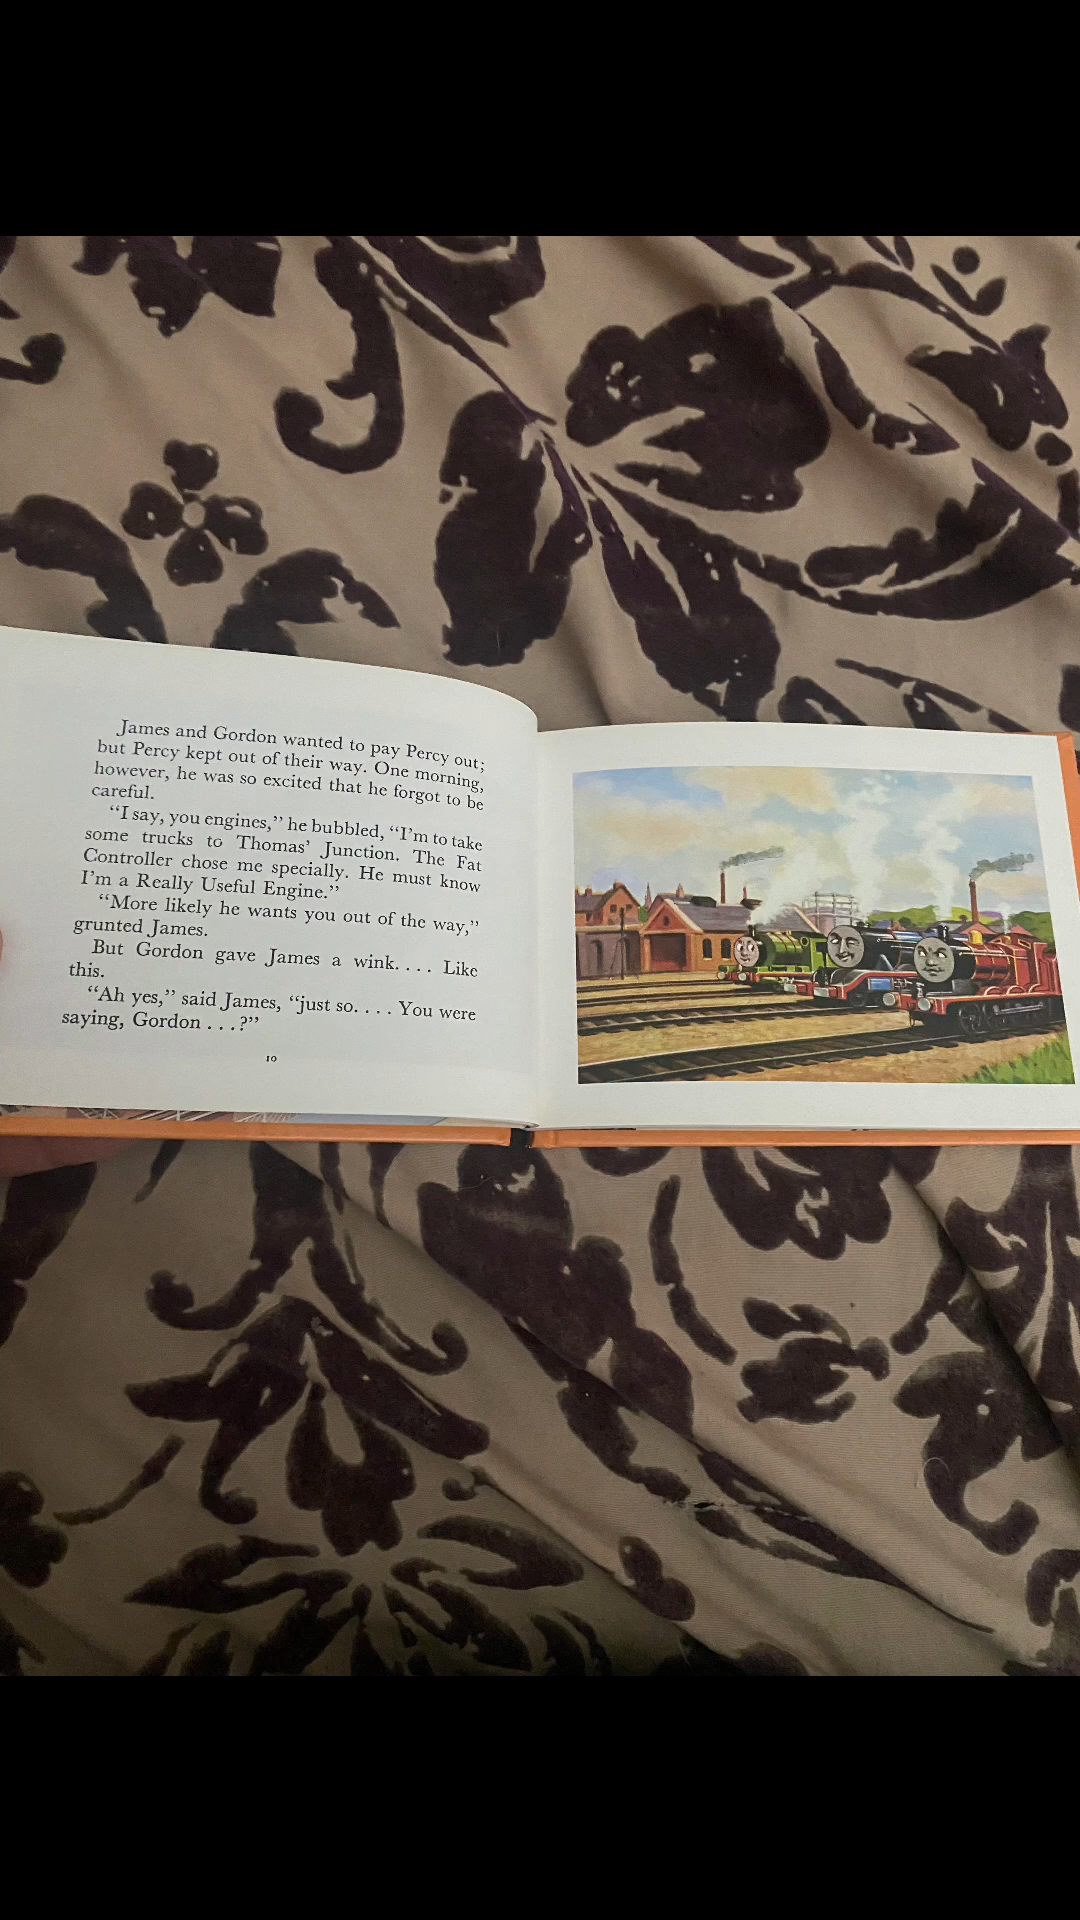 James and Gordon wanted to pay Percy out;
but Percy kept out of their way. One morning,
however, he was so excited that he forgot to be
careful.
“I say, you engines,” he bubbled, “I’m to take
some trucks to Thomas’ Junction. The Fat
Controller chose me specially. He must know
I’m a Really Useful Engine.”
“More likely he wants you out of the way,”
grunted James.
But Gordon gave James a wink. . . . Like
this.
“Ah yes,” said James, “just so. . . . You were
saying, Gordon . . .?”
10